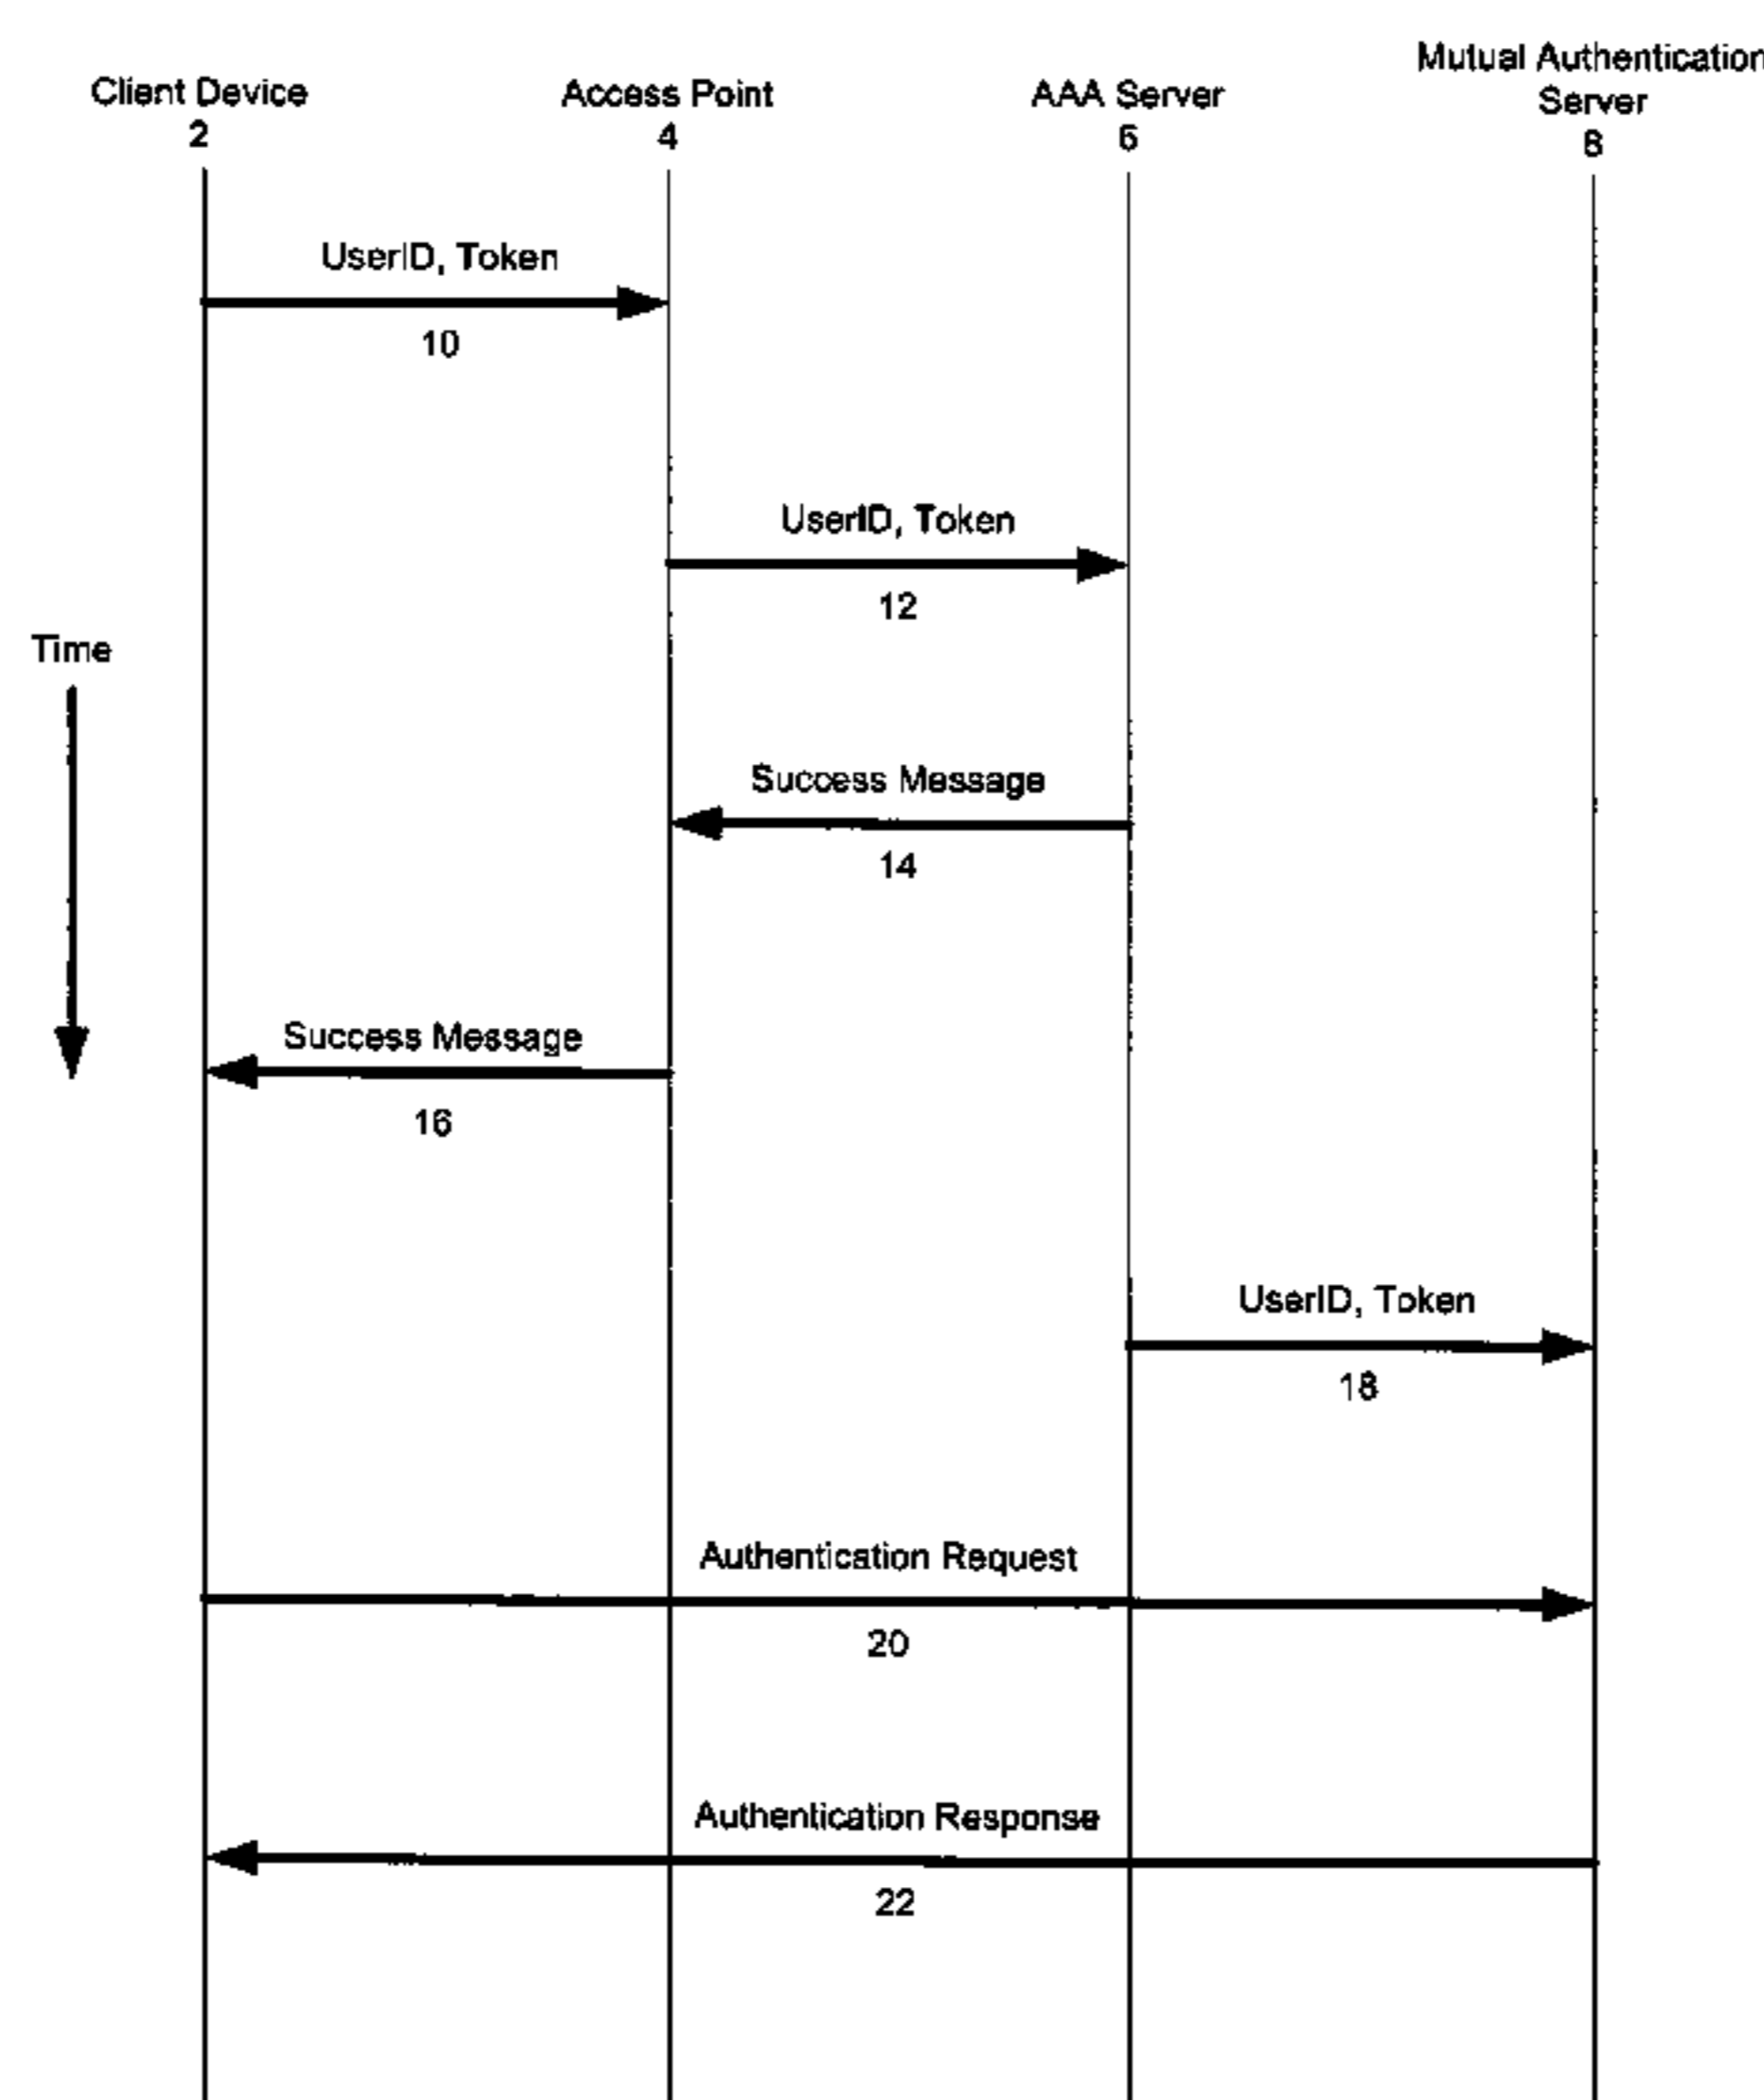 Client Device
2
Access Point
4
AAA Server
6
Mutual Authentication
Server
8
UserID, Token
10
UserID, Token
12
Time
Success Message
14
Success Message
16
UserID, Token
18
Authentication Request
20
Authentication Response
22